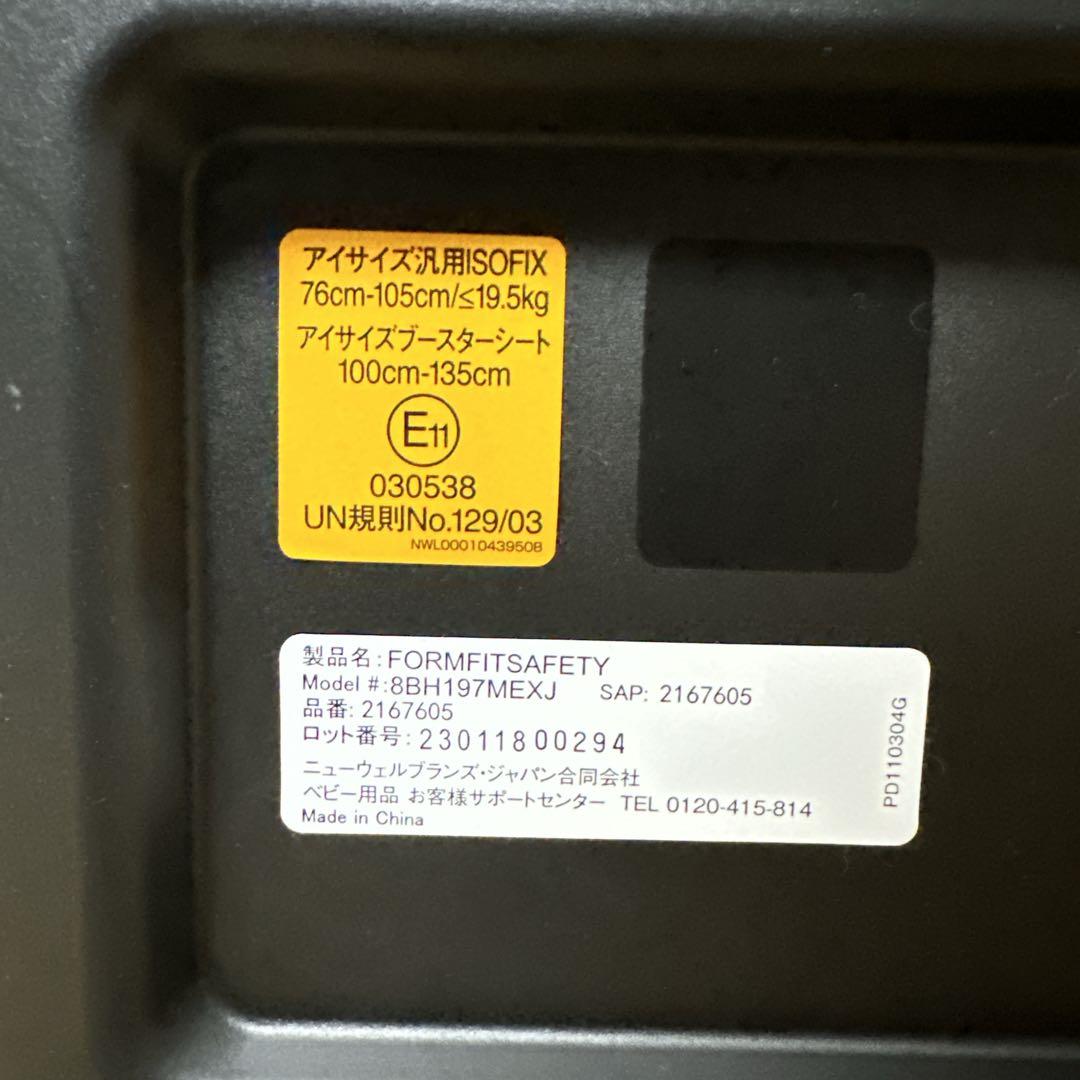 アイサイズ汎用ISOFIX
76cm-105cm/≤19.5kg
アイサイズブースターシート
100cm-135cm
E11
030538
UN規則No.129/03
NWL0001043950B
製品名:FORMFITSAFETY
Model #:8BH197MEXJ SAP: 2167605
品番: 2167605
ロット番号: 23011800294
ニューウェルブランズ・ジャパン合同会社
ベビー用品 お客様サポートセンター TEL 0120-415-814
Made in China
PD110304G